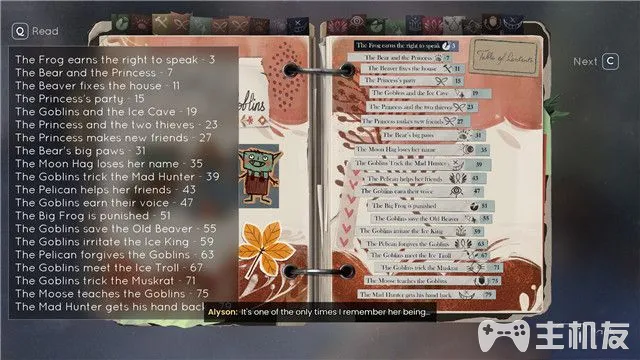 Q Read
The Frog earns the right to speak - 3
The Bear and the Princess - 7
The Beaver fixes the house - 11
The Princess's party - 15
The Goblins and the Ice Cave - 19
The Princess and the two thieves - 23
The Princess makes new friends - 27
The Bear's big paws - 31
The Moon Hag loses her name - 35
The Goblins trick the Mad Hunter - 39
The Pelican helps her friends - 43
The Goblins earn their voice - 47
The Big Frog is punished - 51
The Goblins save the Old Beaver - 55
The Goblins irritate the Ice King - 59
The Pelican forgives the Goblins - 63
The Goblins meet the Ice Troll - 67
The Goblins trick the Muskrat - 71
The Moose teaches the Goblins - 75
The Mad Hunter gets his hand back
oblins
Table of Contents
The Frog earns the right to speak 3
The Bear and the Princess 7
The Beaver fixes the house 11
The Princess's party 15
The Goblins and the Ice Cave 19
The Princess and the two thieves 23
The Princess makes new friends 27
The Bear's big paws 31
The Moon Hag loses her name 35
The Goblins Trick the Mad Hunter 39
The Pelican helps her friends 43
The Goblins earn their voice 47
The Big Frog is punished 51
The Goblins save the Old Beaver 55
The Goblins irritate the Ice King 59
The Pelican forgives the Goblins 63
The Goblins meet the Ice Troll 67
The Goblins trick the Muskrat 71
The Moose teaches the Goblins 75
The Mad Hunter gets his hand back 79
Next C
Alyson: It's one of the only times I remember her being...
主机友